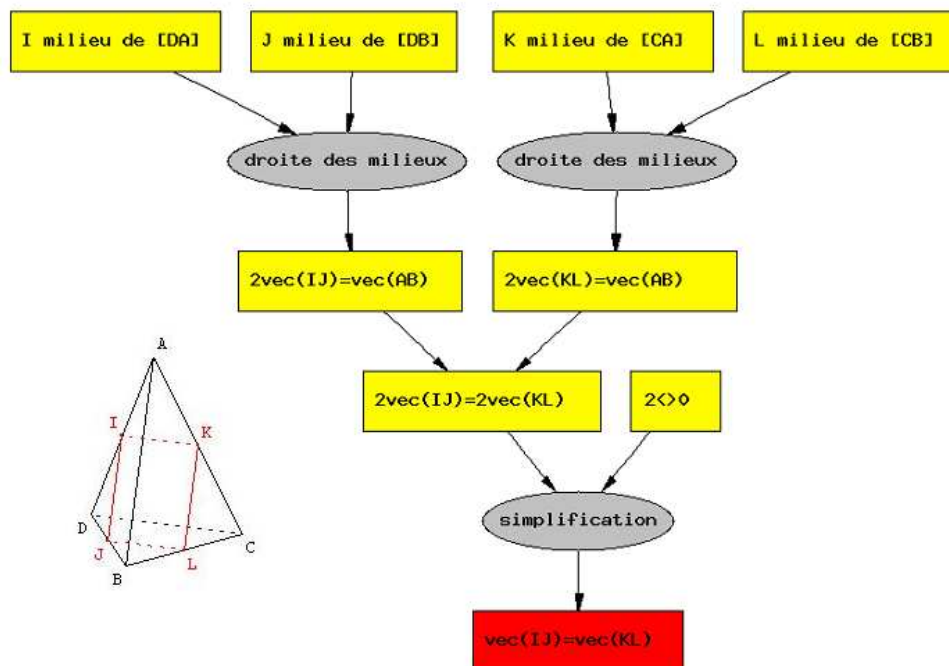 I milieu de [DA]
J milieu de [DB]
K milieu de [CA]
L milieu de [CB]
droite des milieux
droite des milieux
2vec(IJ)=vec(AB)
2vec(KL)=vec(AB)
2vec(IJ)=2vec(KL)
2<>0
simplification
vec(IJ)=vec(KL)
A
I
K
D
J
B
L
C